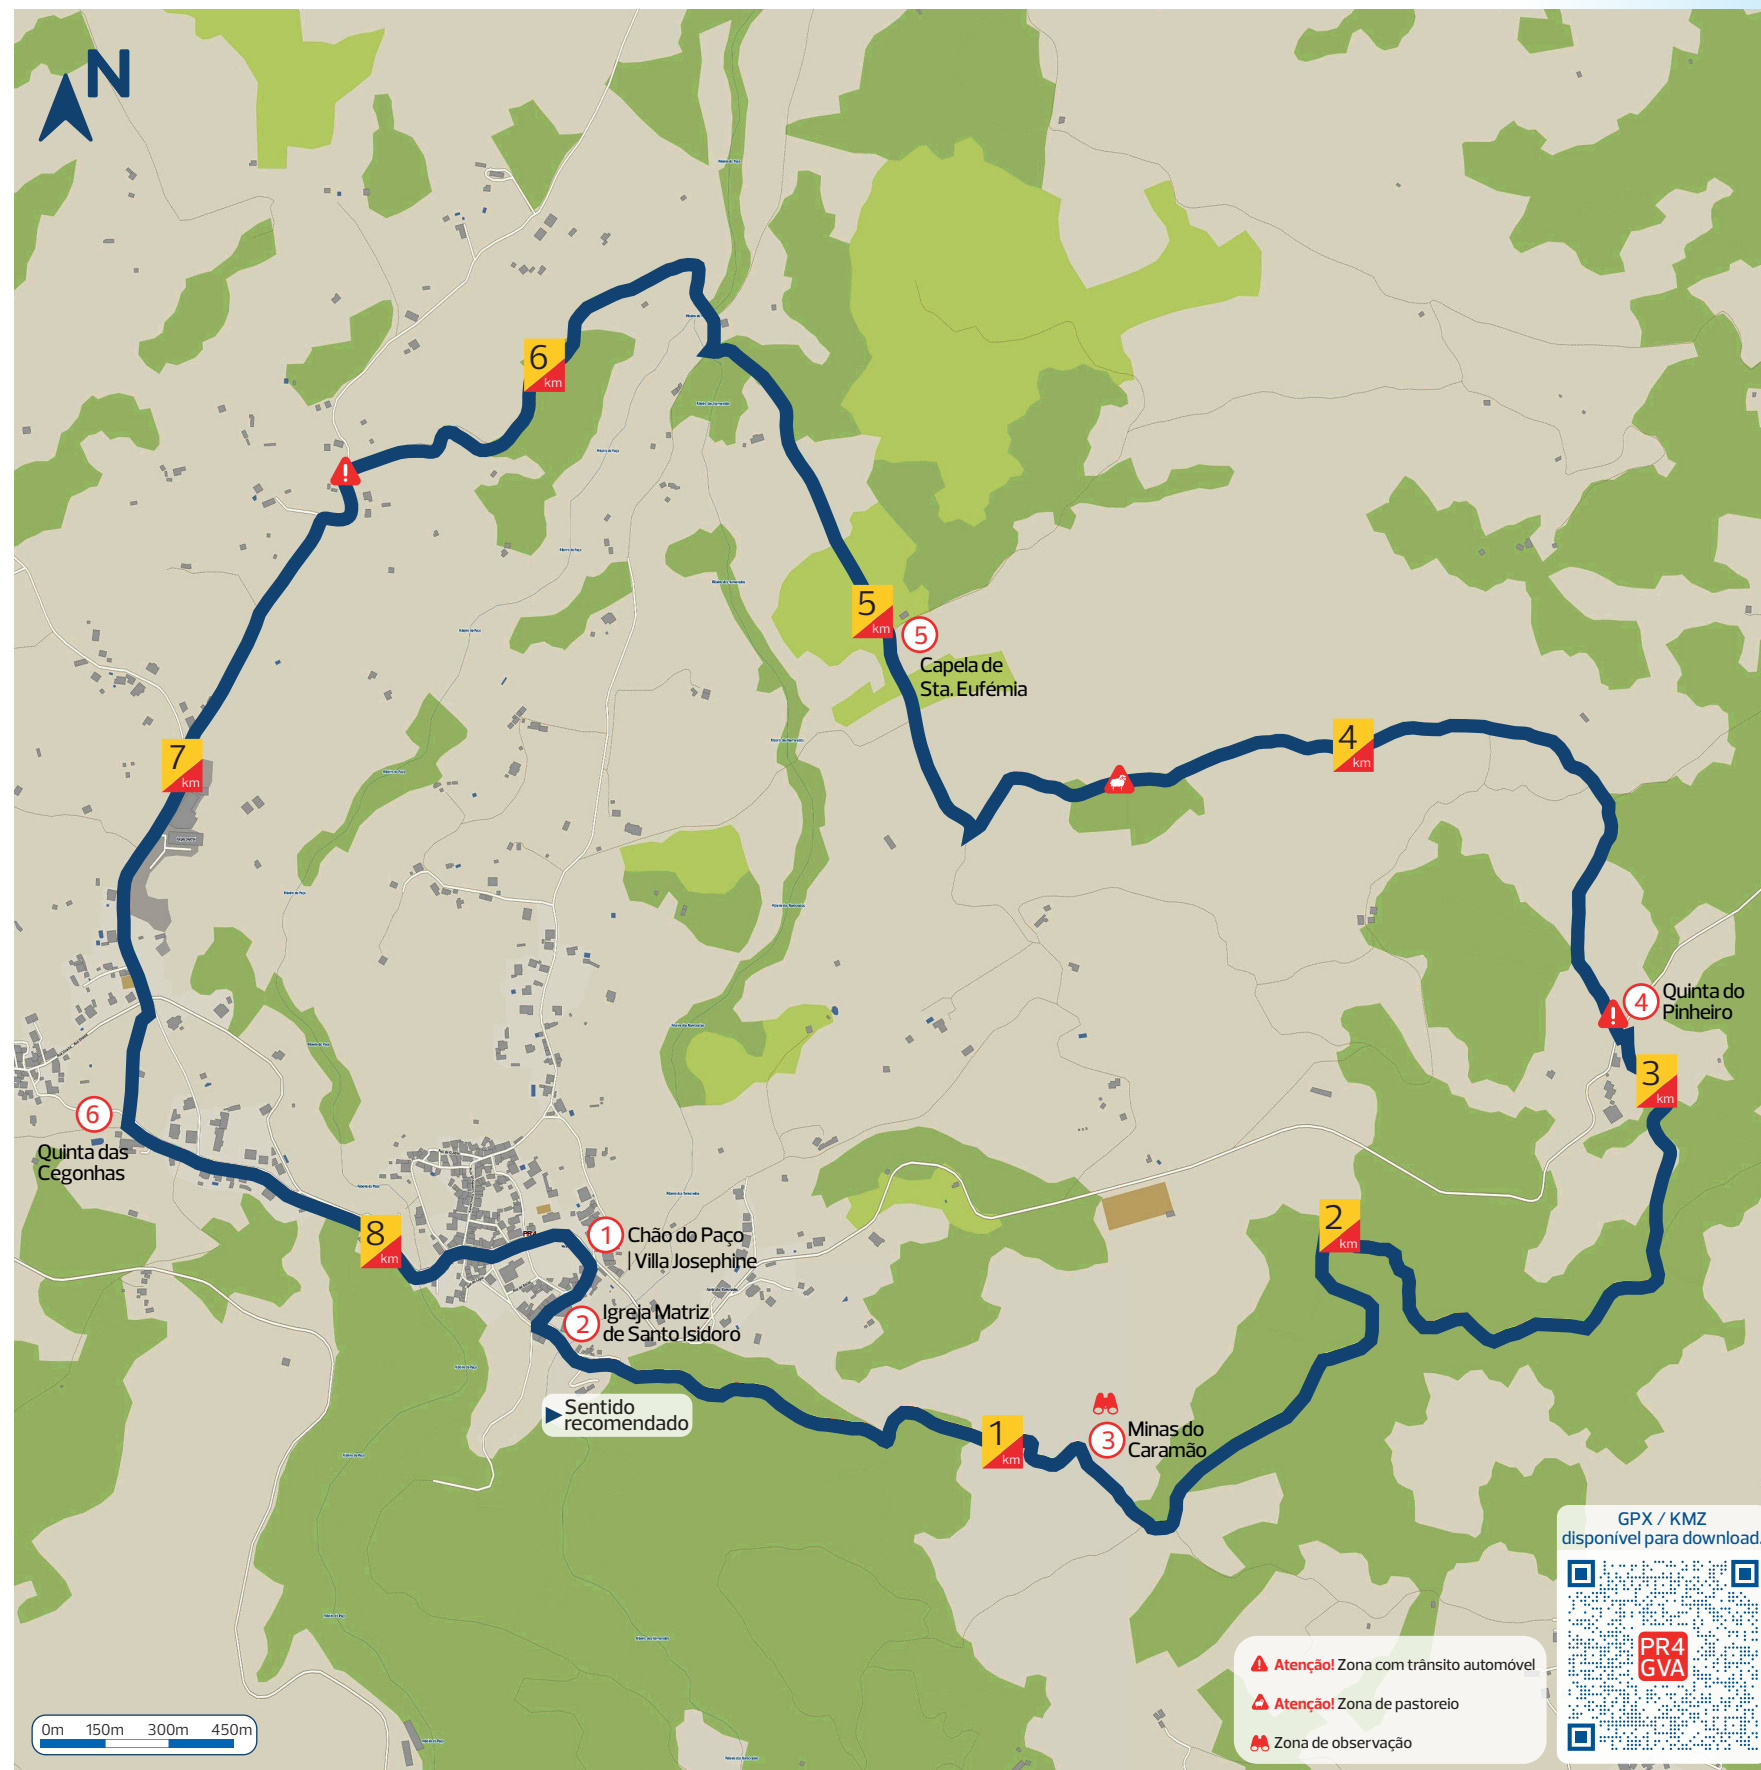 N
6
km
5
km
5
Capela de
Sta. Eufémia
4
km
7
km
4
Quinta do
Pinheiro
3
km
6
Quinta das
Cegonhas
8
km
1
Chão do Paço
| Villa Josephine
2
km
PR4
2
Igreja Matriz
de Santo Isidoro
Sentido
recomendado
1
km
3
Minas do
Caramão
GPX / KMZ
disponível para download.
PR4
GVA
Atenção! Zona com trânsito automóvel
Atenção! Zona de pastoreio
Zona de observação
0m 150m 300m 450m